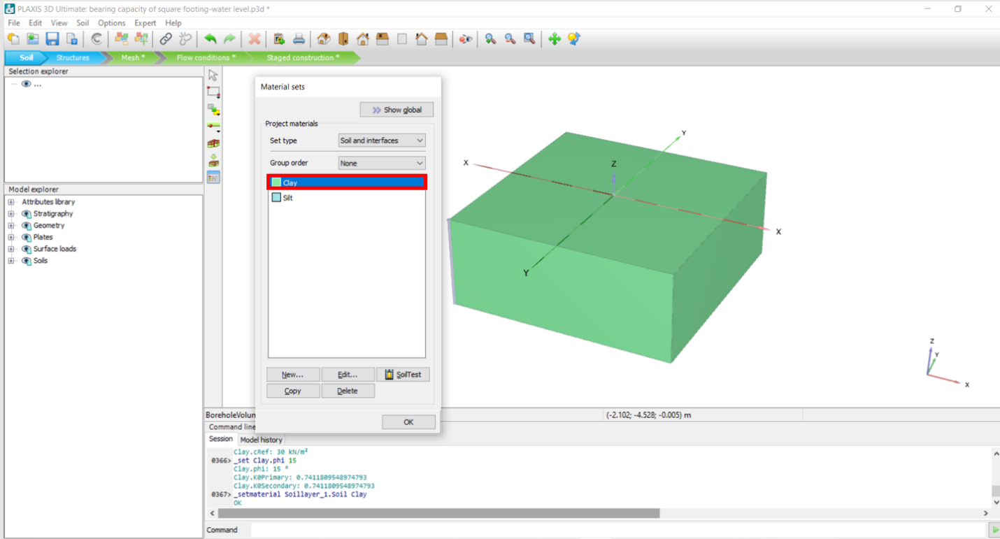 PLAXIS 3D Ultimate: bearing capacity of square footing-water level.p3d *
File Edit View Soil Options Expert Help
Soil Structures Mesh * Flow conditions * Staged construction *
Selection explorer
...
Model explorer
Attributes library
Stratigraphy
Geometry
Plates
Surface loads
Soils
Material sets
Show global
Project materials
Set type Soil and interfaces
Group order None
Clay
Silt
New... Edit... SoilTest
Copy Delete
OK
Y
X
Z
X
Y
Z
Y
X
BoreholeVolun (-2.102; -4.528; -0.005) m
Command line
Session Model history
Clay.cRef: 30 kN/m²
0366> _set Clay.phi 15
Clay.phi: 15 °
Clay.K0Primary: 0.7411809548974793
Clay.K0Secondary: 0.7411809548974793
0367> _setmaterial Soillayer_1.Soil Clay
OK
Command